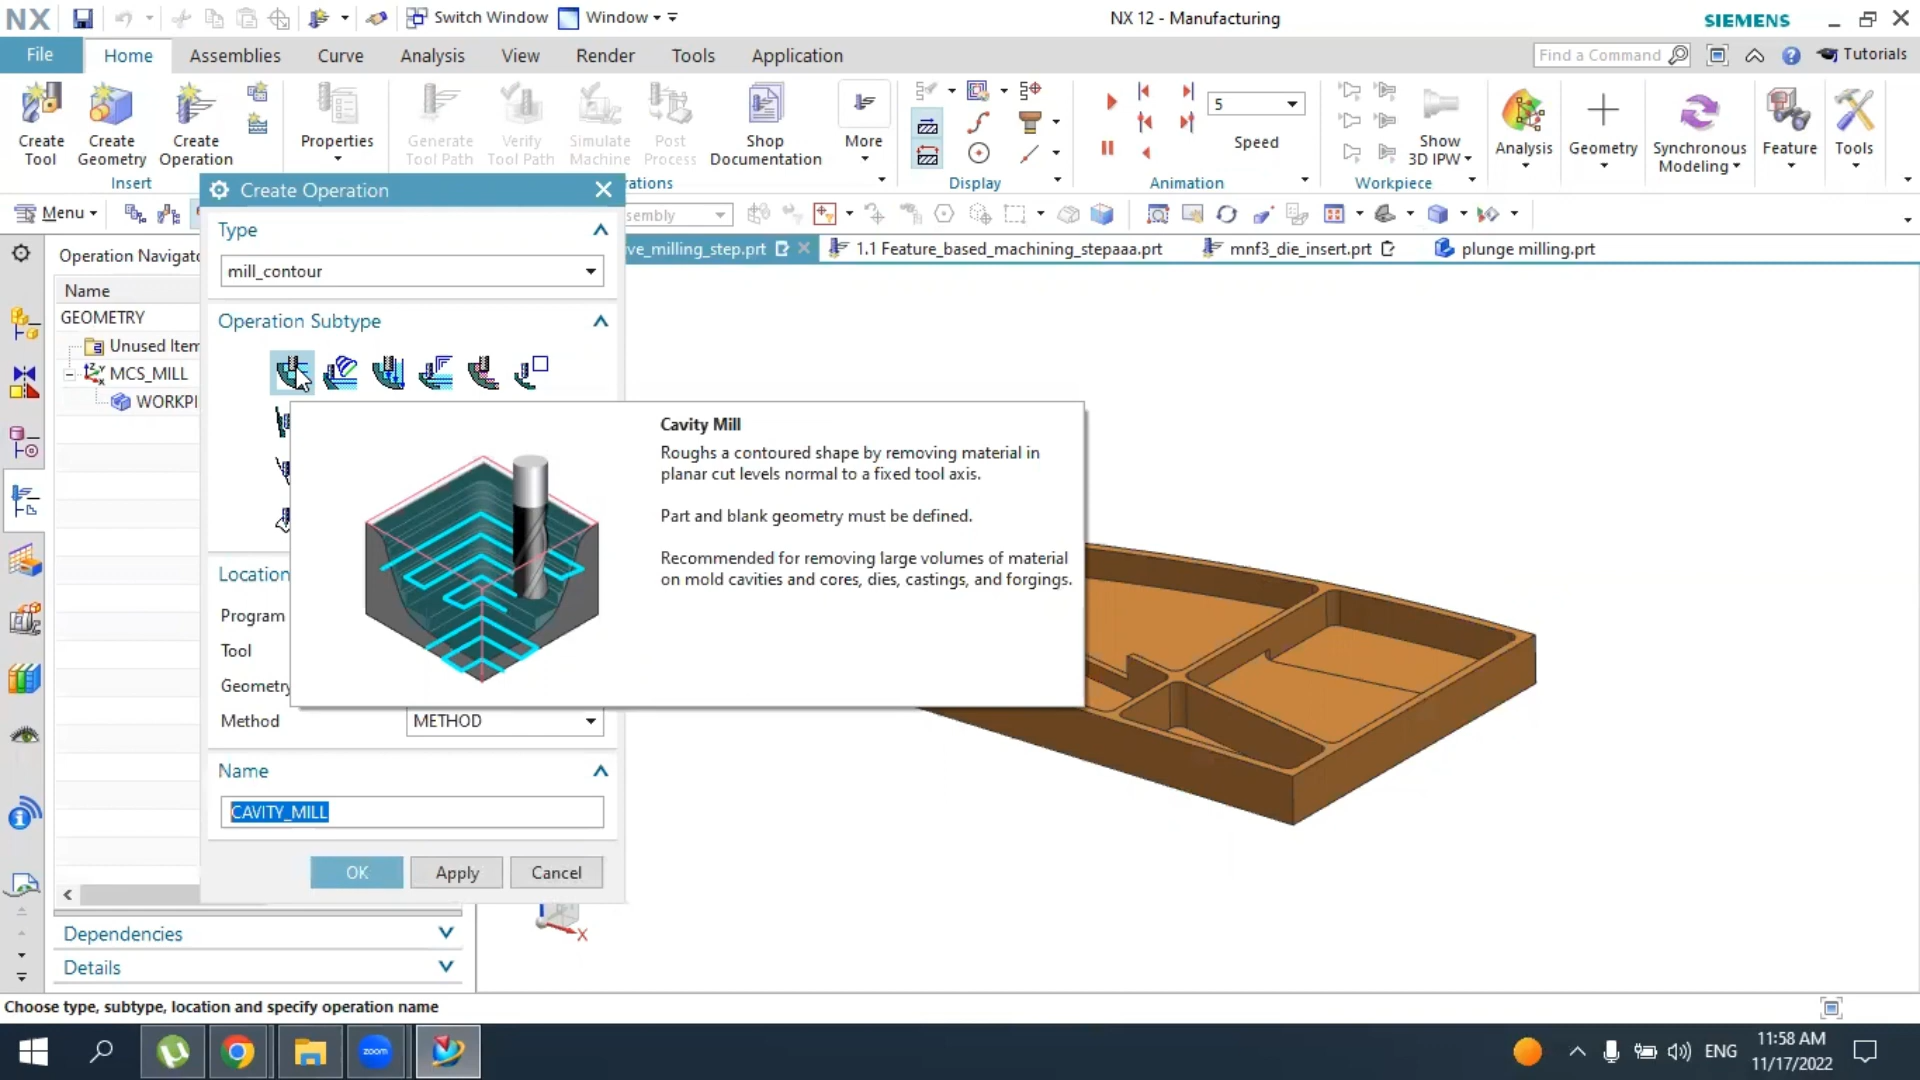 NX
Switch Window
Window
NX 12 - Manufacturing
SIEMENS
File
Home
Assemblies
Curve
Analysis
View
Render
Tools
Application
Find a Command
Tutorials
Create Tool
Create Geometry
Create Operation
Insert
Properties
Generate Tool Path
Verify Tool Path
Simulate Machine
Post Process
Shop Documentation
More
rations
Display
5
Speed
Animation
Show 3D IPW
Workpiece
Analysis
Geometry
Synchronous Modeling
Feature
Tools
Menu
sembly
Create Operation
Type
mill_contour
Operation Subtype
Cavity Mill
Roughs a contoured shape by removing material in
planar cut levels normal to a fixed tool axis.
Part and blank geometry must be defined.
Recommended for removing large volumes of material
on mold cavities and cores, dies, castings, and forgings.
Location
Program
Tool
Geometry
Method
METHOD
Name
CAVITY_MILL
OK
Apply
Cancel
ve_milling_step.prt
1.1 Feature_based_machining_stepaaa.prt
mnf3_die_insert.prt
plunge milling.prt
Operation Navigato
Name
GEOMETRY
Unused Item
MCS_MILL
WORKPI
X
Dependencies
Details
Choose type, subtype, location and specify operation name
zoom
ENG
11:58 AM
11/17/2022